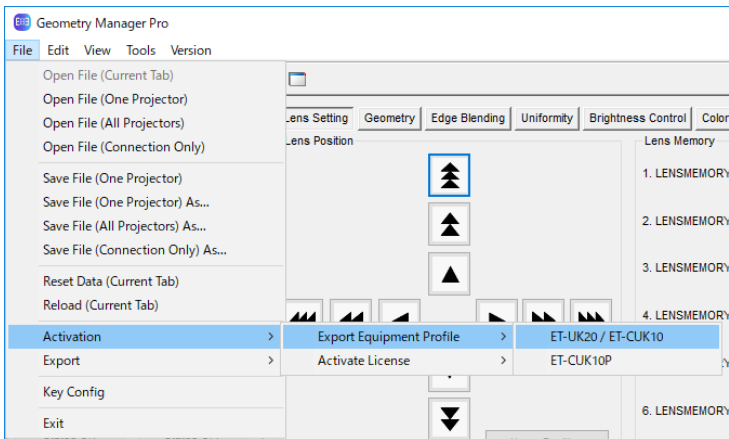 Geometry Manager Pro
File Edit View Tools Version
Open File (Current Tab)
Open File (One Projector)
Open File (All Projectors)
Open File (Connection Only)
Save File (One Projector)
Save File (One Projector) As...
Save File (All Projectors) As...
Save File (Connection Only) As...
Reset Data (Current Tab)
Reload (Current Tab)
Activation
Export
Key Config
Exit
Export Equipment Profile
Activate License
ET-UK20 / ET-CUK10
ET-CUK10P
Lens Setting Geometry Edge Blending Uniformity Brightness Control Color
Lens Position
Lens Memory
1. LENSMEMORY
2. LENSMEMORY
3. LENSMEMORY
4. LENSMEMORY
6. LENSMEMORY